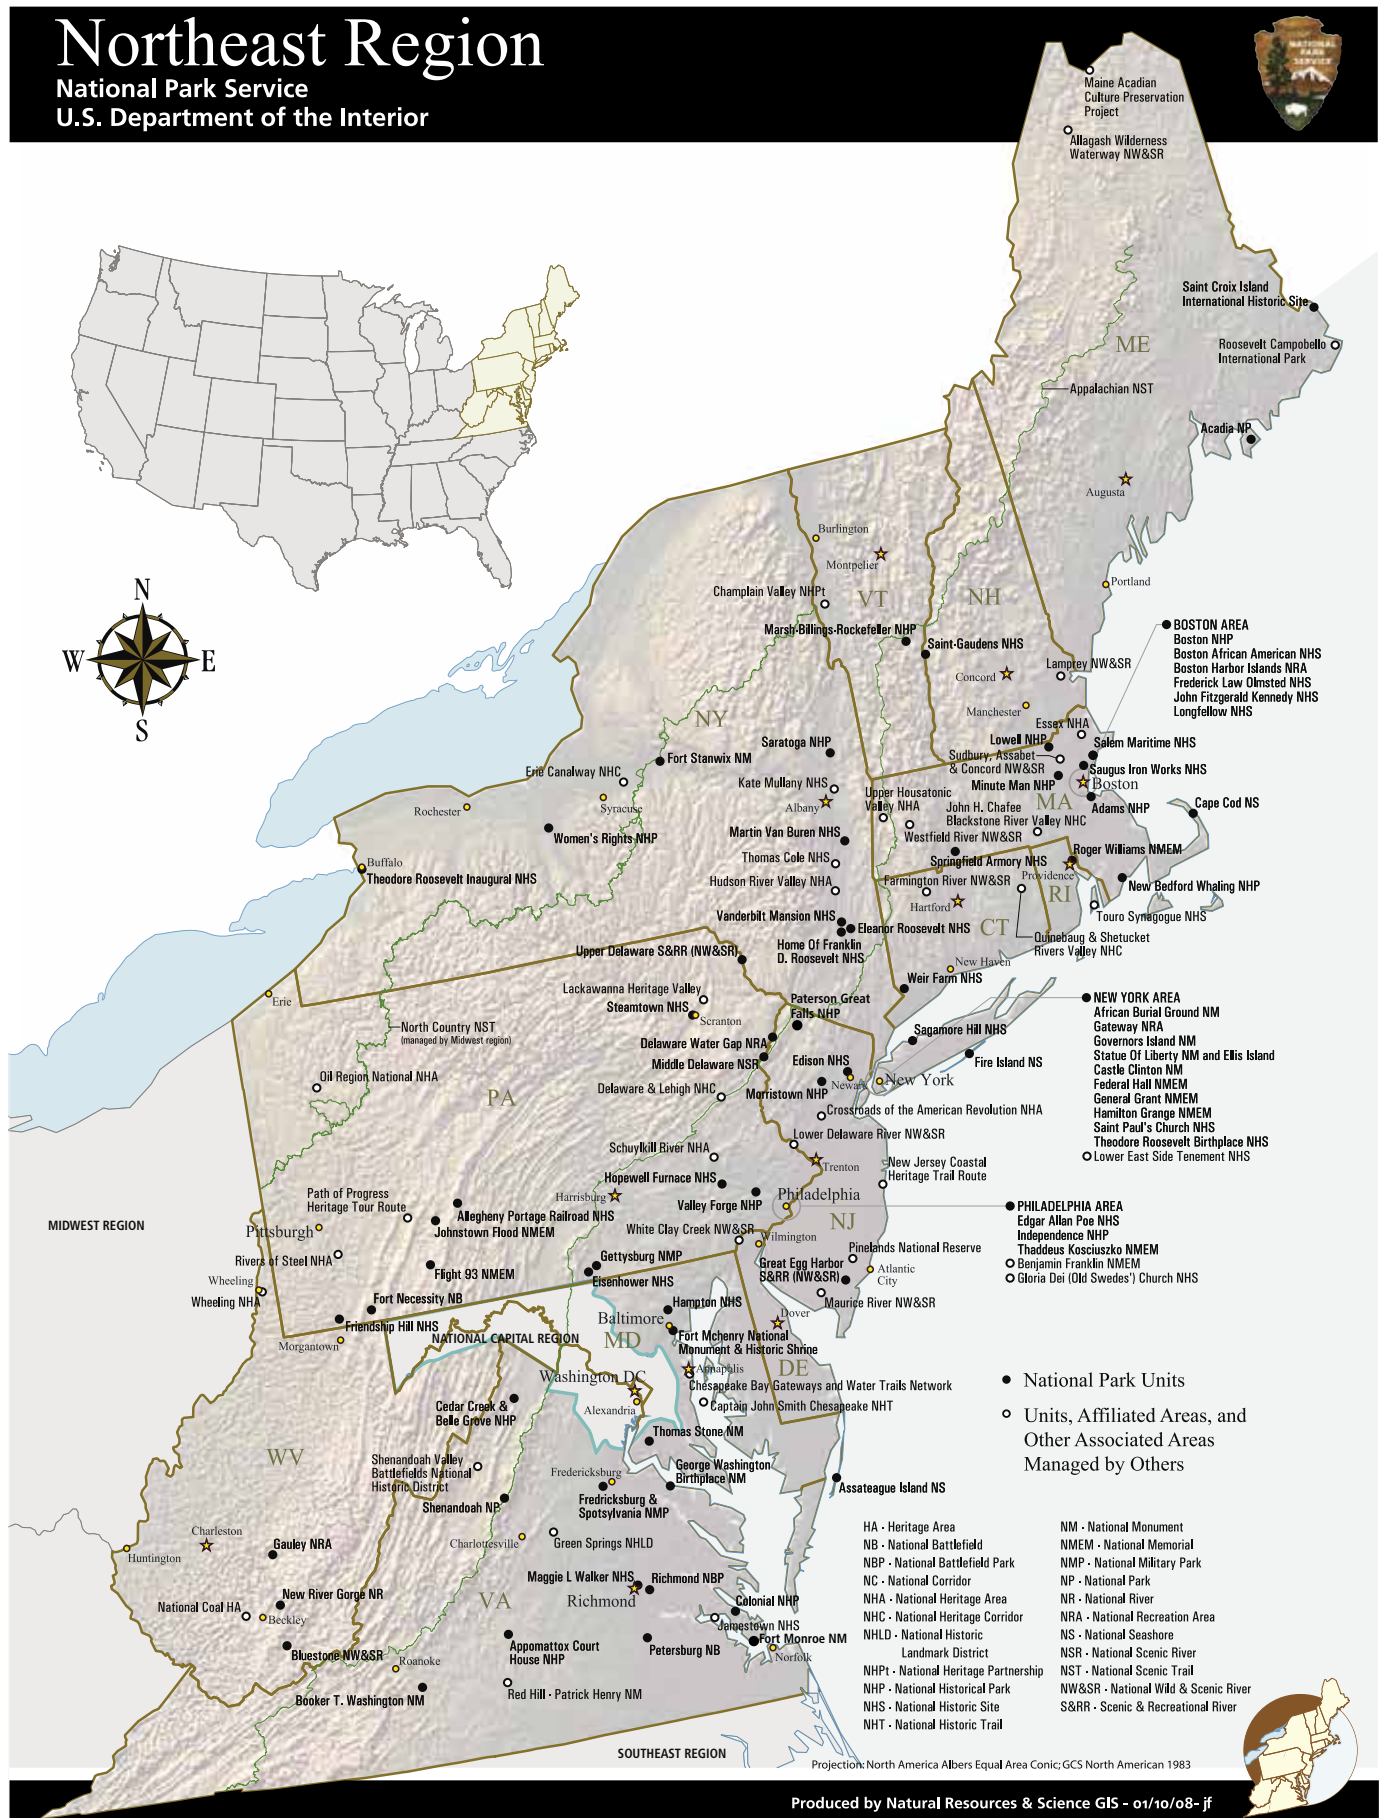 Northeast Region
National Park Service
U.S. Department of the Interior
NATIONAL
PARK
SERVICE
Maine Acadian
Culture Preservation
Project
Allagash Wilderness
Waterway NW&SR
Saint Croix Island
International Historic Site
ME
Roosevelt Campobello
International Park
Appalachian NST
Acadia NP
Augusta
Burlington
Montpelier
N
W
E
S
Portland
Champlain Valley NHPt
VT
NH
Marsh-Billings-Rockefeller NHP
Saint-Gaudens NHS
BOSTON AREA
Boston NHP
Boston African American NHS
Boston Harbor Islands NRA
Frederick Law Olmsted NHS
John Fitzgerald Kennedy NHS
Longfellow NHS
Lamprey NW&SR
Concord
Manchester
Essex NHA
NY
Saratoga NHP
Lowell NHP
Salem Maritime NHS
Fort Stanwix NM
Sudbury, Assabet
& Concord NW&SR
Saugus Iron Works NHS
Erie Canalway NHC
Kate Mullany NHS
Minute Man NHP
Boston
Upper Housatonic
Valley NHA
Rochester
Syracuse
Albany
John H. Chafee
Blackstone River Valley NHC
MA
Adams NHP
Cape Cod NS
Women's Rights NHP
Martin Van Buren NHS
Westfield River NW&SR
Roger Williams NMEM
Buffalo
Theodore Roosevelt Inaugural NHS
Thomas Cole NHS
Springfield Armory NHS
Providence
Hudson River Valley NHA
Farmington River NW&SR
New Bedford Whaling NHP
Hartford
RI
Vanderbilt Mansion NHS
Eleanor Roosevelt NHS
CT
Touro Synagogue NHS
Home Of Franklin
D. Roosevelt NHS
Quinebaug & Shetucket
Rivers Valley NHC
Upper Delaware S&RR (NW&SR)
New Haven
Weir Farm NHS
Lackawanna Heritage Valley
Erie
Steamtown NHS
Scranton
Paterson Great
Falls NHP
NEW YORK AREA
African Burial Ground NM
Gateway NRA
Governors Island NM
Statue Of Liberty NM and Ellis Island
Castle Clinton NM
Federal Hall NMEM
General Grant NMEM
Hamilton Grange NMEM
Saint Paul's Church NHS
Theodore Roosevelt Birthplace NHS
Lower East Side Tenement NHS
North Country NST
(managed by Midwest region)
Sagamore Hill NHS
Delaware Water Gap NRA
Middle Delaware NSR
Edison NHS
Fire Island NS
Oil Region National NHA
PA
Delaware & Lehigh NHC
Morristown NHP
Newark
New York
Crossroads of the American Revolution NHA
Lower Delaware River NW&SR
Schuylkill River NHA
Trenton
New Jersey Coastal
Heritage Trail Route
Hopewell Furnace NHS
Path of Progress
Heritage Tour Route
Harrisburg
Valley Forge NHP
Philadelphia
PHILADELPHIA AREA
Edgar Allan Poe NHS
Independence NHP
Thaddeus Kosciuszko NMEM
Benjamin Franklin NMEM
Gloria Dei (Old Swedes') Church NHS
Allegheny Portage Railroad NHS
Johnstown Flood NMEM
MIDWEST REGION
Pittsburgh
White Clay Creek NW&SR
NJ
Wilmington
Rivers of Steel NHA
Gettysburg NMP
Pinelands National Reserve
Flight 93 NMEM
Eisenhower NHS
Great Egg Harbor
S&RR (NW&SR)
Atlantic
City
Wheeling
Wheeling NHA
Fort Necessity NB
Hampton NHS
Maurice River NW&SR
Friendship Hill NHS
Baltimore
Dover
Morgantown
NATIONAL CAPITAL REGION
MD
Fort Mchenry National
Monument & Historic Shrine
Annapolis
DE
Washington DC
Chesapeake Bay Gateways and Water Trails Network
National Park Units
Cedar Creek &
Belle Grove NHP
Alexandria
Captain John Smith Chesapeake NHT
Units, Affiliated Areas, and
Other Associated Areas
Managed by Others
Thomas Stone NM
WV
Shenandoah Valley
Battlefields National
Historic District
Fredericksburg
George Washington
Birthplace NM
Assateague Island NS
Shenandoah NP
Fredricksburg &
Spotsylvania NMP
Charleston
Huntington
Gauley NRA
Charlottesville
Green Springs NHLD
Maggie L Walker NHS
Richmond NBP
New River Gorge NR
VA
Richmond
Colonial NHP
National Coal HA
Beckley
Jamestown NHS
Bluestone NW&SR
Appomattox Court
House NHP
Petersburg NB
Fort Monroe NM
Norfolk
Roanoke
Booker T. Washington NM
Red Hill - Patrick Henry NM
HA - Heritage Area
NB - National Battlefield
NBP - National Battlefield Park
NC - National Corridor
NHA - National Heritage Area
NHC - National Heritage Corridor
NHLD - National Historic
Landmark District
NHPt - National Heritage Partnership
NHP - National Historical Park
NHS - National Historic Site
NHT - National Historic Trail
NM - National Monument
NMEM - National Memorial
NMP - National Military Park
NP - National Park
NR - National River
NRA - National Recreation Area
NS - National Seashore
NSR - National Scenic River
NST - National Scenic Trail
NW&SR - National Wild & Scenic River
S&RR - Scenic & Recreational River
SOUTHEAST REGION
Projection: North America Albers Equal Area Conic; GCS North American 1983
Produced by Natural Resources & Science GIS - 01/10/08- jf